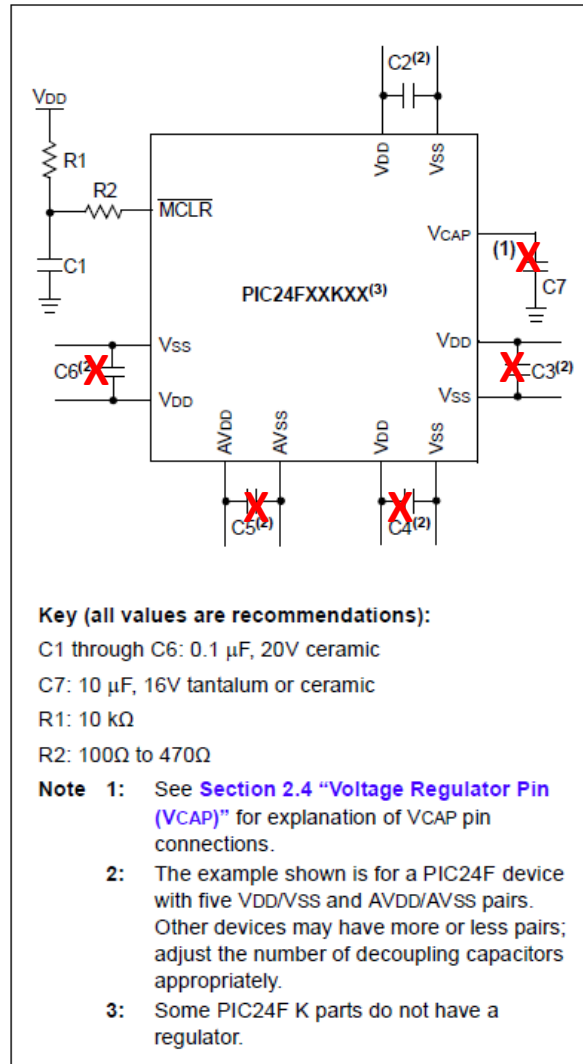 C2(2)
VDD
R1
R2
VDD
VSS
MCLR
VCAP
(1)
C1
C7
PIC24FXXKXX(3)
VSS
VDD
C6(2)
C3(2)
VDD
VSS
AVDD
AVSS
VDD
VSS
C5(2)
C4(2)
Key (all values are recommendations):
C1 through C6: 0.1 μF, 20V ceramic
C7: 10 μF, 16V tantalum or ceramic
R1: 10 kΩ
R2: 100Ω to 470Ω
Note 1: See Section 2.4 “Voltage Regulator Pin
(VCAP)” for explanation of VCAP pin
connections.
2: The example shown is for a PIC24F device
with five VDD/VSS and AVDD/AVSS pairs.
Other devices may have more or less pairs;
adjust the number of decoupling capacitors
appropriately.
3: Some PIC24F K parts do not have a
regulator.